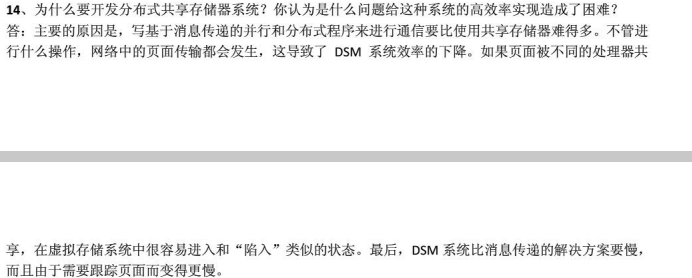 14、为什么要开发分布式共享存储器系统？你认为是什么问题给这种系统的高效率实现造成了困难？
答：主要的原因是，写基于消息传递的并行和分布式程序来进行通信要比使用共享存储器难得多。不管进
行什么操作，网络中的页面传输都会发生，这导致了 DSM 系统效率的下降。如果页面被不同的处理器共
享，在虚拟存储系统中很容易进入和“陷入”类似的状态。最后，DSM 系统比消息传递的解决方案要慢，
而且由于需要跟踪页面而变得更慢。